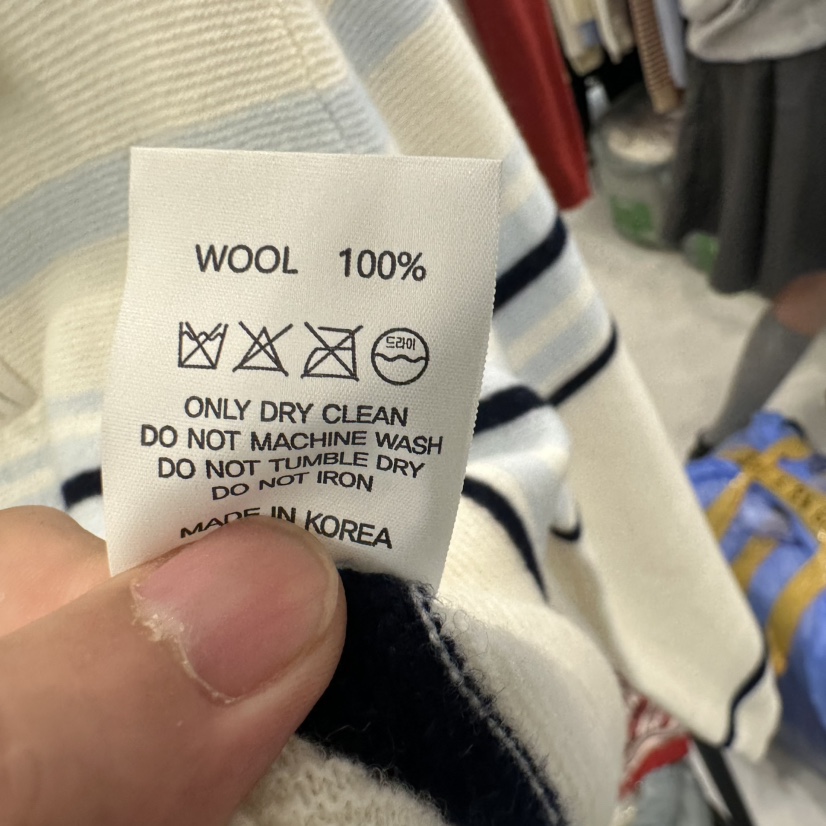 WOOL 100%
드라이
ONLY DRY CLEAN
DO NOT MACHINE WASH
DO NOT TUMBLE DRY
DO NOT IRON
MADE IN KOREA